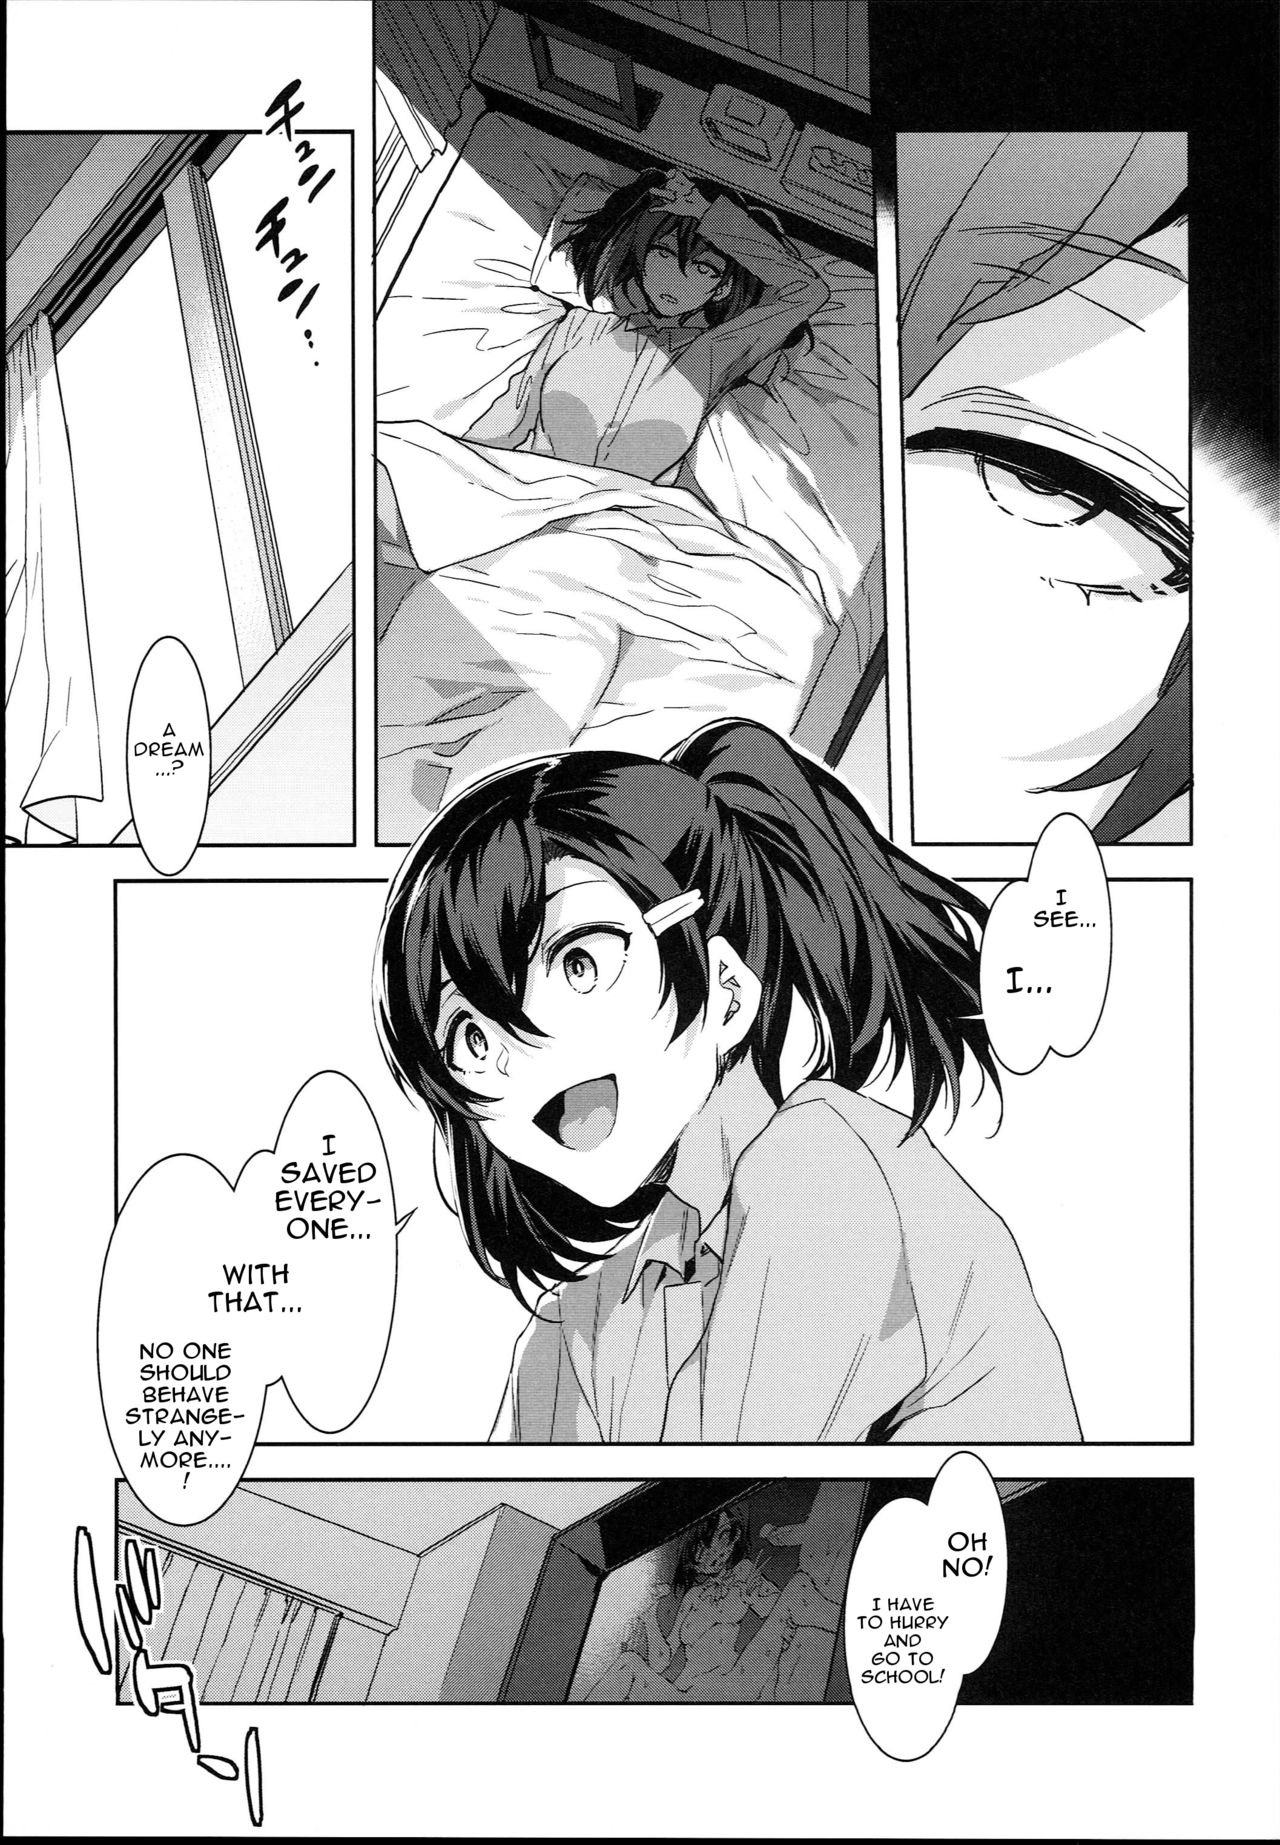 チュン
チュン…
A
DREAM
...?
I
SEE...
I...
I
SAVED
EVERY-
ONE...
WITH
THAT...
NO ONE
SHOULD
BEHAVE
STRANGE-
LY ANY-
MORE....
!
OH
NO!
I HAVE
TO HURRY
AND
GO TO
SCHOOL!